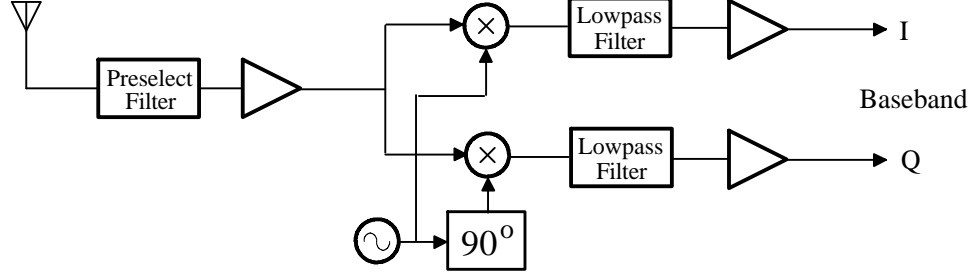 Lowpass
Filter
I
Preselect
Filter
Baseband
Lowpass
Filter
Q
90°